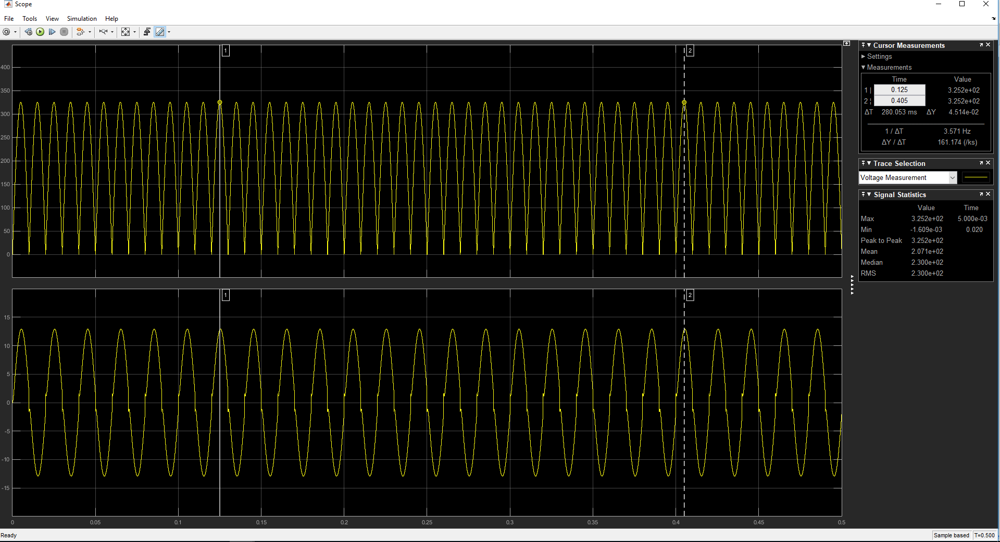 Scope
File Tools View Simulation Help
1 2
400
350
300
250
200
150
100
50
0
1 2
15
10
5
0
-5
-10
-15
0 0.05 0.1 0.15 0.2 0.25 0.3 0.35 0.4 0.45 0.5
Cursor Measurements
Settings
Measurements
Time Value
1 | 0.125 3.252e+02
2 ¦ 0.405 3.252e+02
ΔT 280.053 ms ΔY 4.514e-02
1 / ΔT 3.571 Hz
ΔY / ΔT 161.174 (/ks)
Trace Selection
Voltage Measurement
Signal Statistics
Value Time
Max 3.252e+02 5.000e-03
Min -1.609e-03 0.020
Peak to Peak 3.252e+02
Mean 2.071e+02
Median 2.300e+02
RMS 2.300e+02
Ready Sample based T=0.500